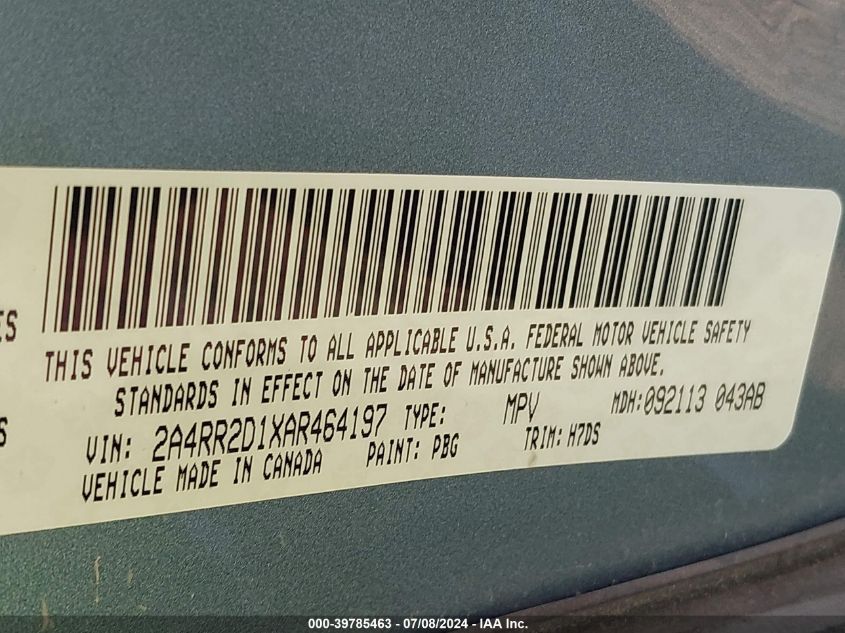 ES
THIS VEHICLE CONFORMS TO ALL APPLICABLE U.S.A. FEDERAL MOTOR VEHICLE SAFETY
STANDARDS IN EFFECT ON THE DATE OF MANUFACTURE SHOWN ABOVE.
S
VIN: 2A4RR2D1XAR464197 TYPE: MPV MDH:092113 043AB
VEHICLE MADE IN CANADA PAINT: PBG TRIM: H7DS
000-39785463 - 07/08/2024 - IAA Inc.